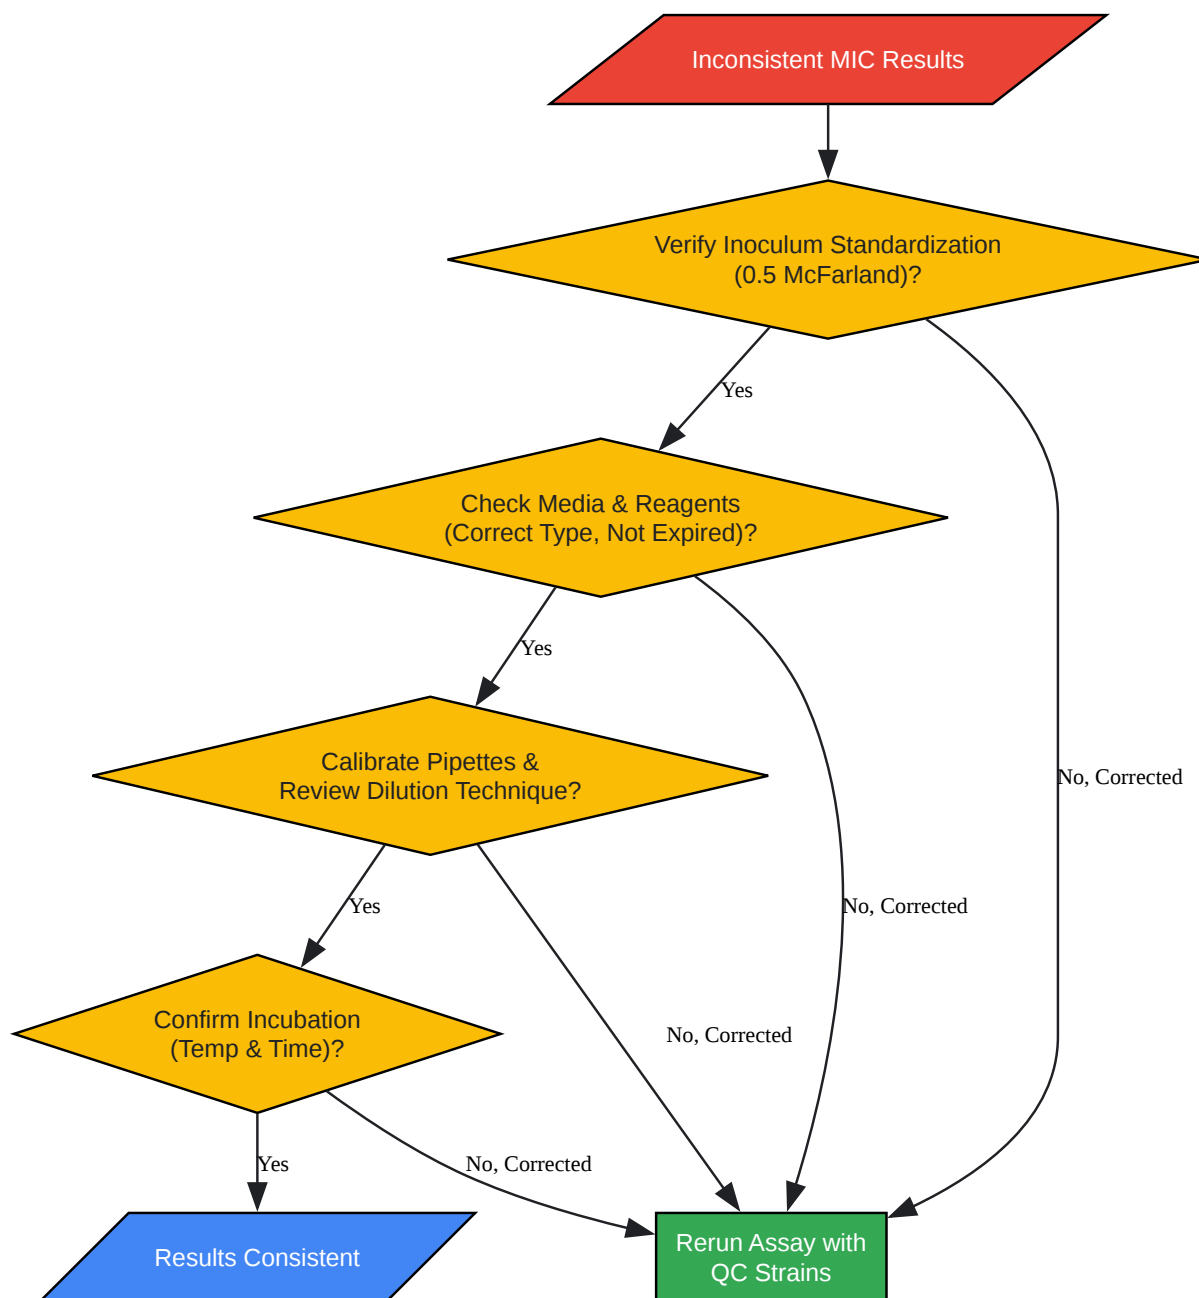 Inconsistent MIC Results
Verify Inoculum Standardization
(0.5 McFarland)?
Yes
Check Media & Reagents
(Correct Type, Not Expired)?
Yes
Calibrate Pipettes &
Review Dilution Technique?
No, Corrected
Yes
No, Corrected
Confirm Incubation
(Temp & Time)?
No, Corrected
Yes
No, Corrected
Results Consistent
Rerun Assay with
QC Strains